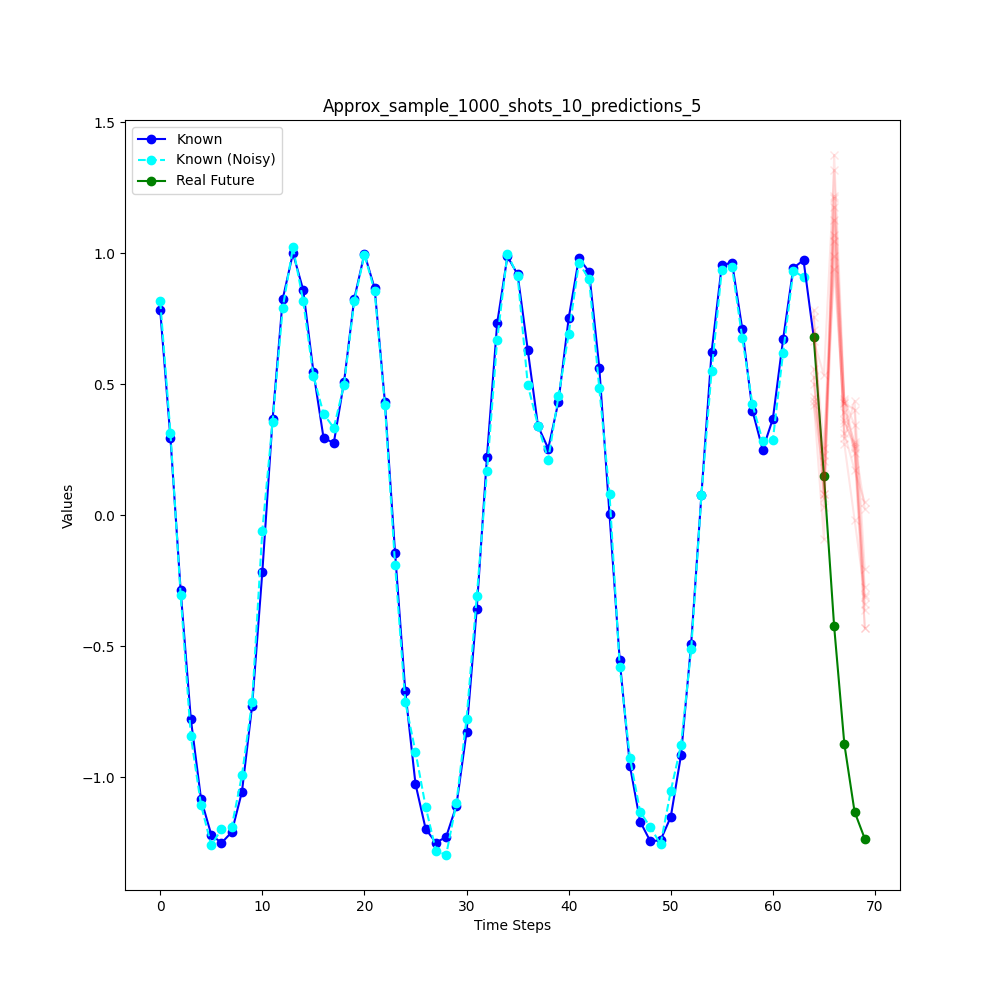 Approx_sample_1000_shots_10_predictions_5
Known
Known (Noisy)
Real Future
1.5
1.0
0.5
0.0
−0.5
−1.0
Values
0 10 20 30 40 50 60 70
Time Steps